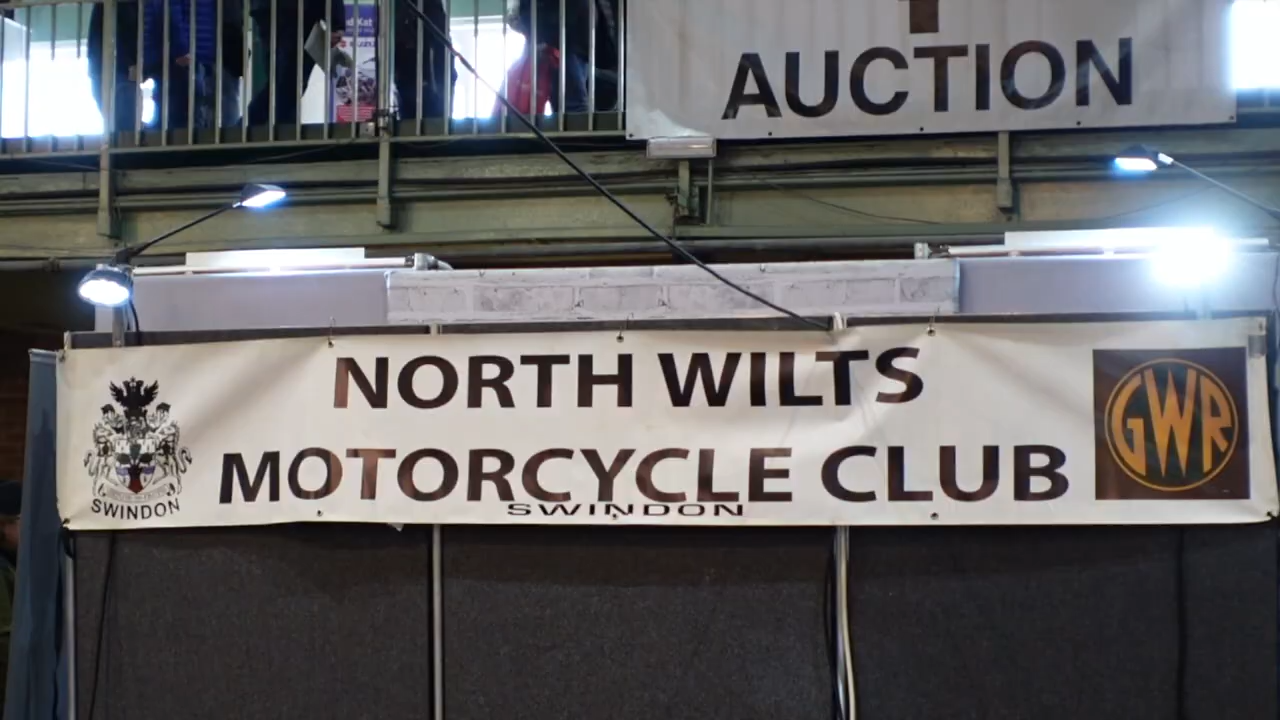 AUCTION
NORTH WILTS
MOTORCYCLE CLUB
SWINDON
SWINDON
GWR